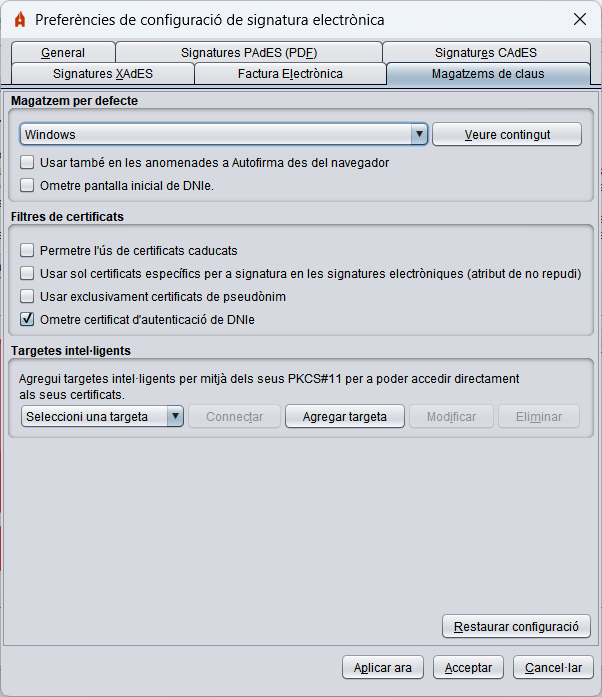 Preferències de configuració de signatura electrònica
General
Signatures PAdES (PDF)
Signatures CAdES
Signatures XAdES
Factura Electrònica
Magatzems de claus
Magatzem per defecte
Windows
Veure contingut
Usar també en les anomenades a Autofirma des del navegador
Ometre pantalla inicial de DNIe.
Filtres de certificats
Permetre l'ús de certificats caducats
Usar sol certificats específics per a signatura en les signatures electròniques (atribut de no repudi)
Usar exclusivament certificats de pseudònim
Ometre certificat d'autenticació de DNIe
Targetes intel·ligents
Agregui targetes intel·ligents per mitjà dels seus PKCS#11 per a poder accedir directament
als seus certificats.
Seleccioni una targeta
Connectar
Agregar targeta
Modificar
Eliminar
Restaurar configuració
Aplicar ara
Acceptar
Cancel·lar